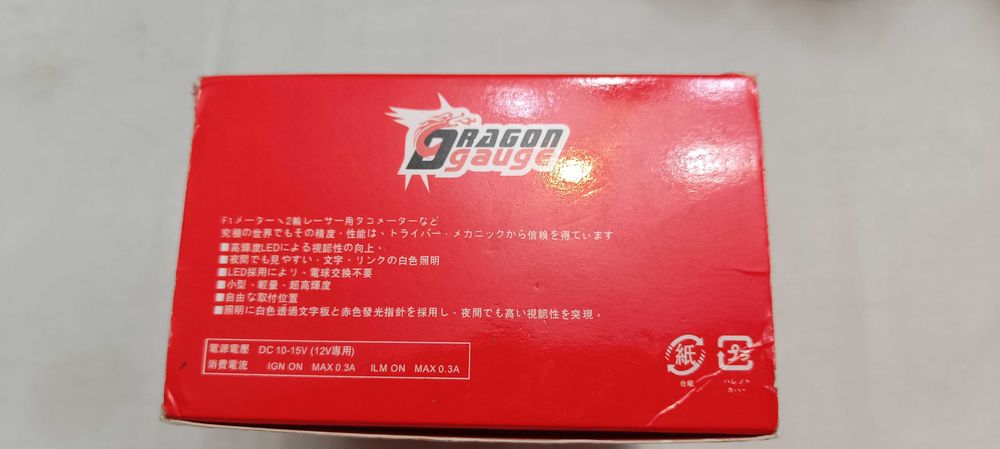 DRAGON
gauge
F1メーター、2輪レーサー用タコメーターなど
究極の世界でもその精度・性能は、トライバー・メカニックから信賴を得ています
■高輝度LEDによる視認性の向上、
■夜間でも見やすい・文字、リンクの白色照明
■LED採用により、電球交換不要
■小型、輕量、超高輝度
■自由な取付位置
■照明に白色透過文字板と赤色發光指針を採用し、夜間でも高い視認性を突現。
電源電壓 DC 10-15V (12V専用)
消費電流 IGN ON MAX 0.3A ILM ON MAX 0.3A
紙 プラ
台紙